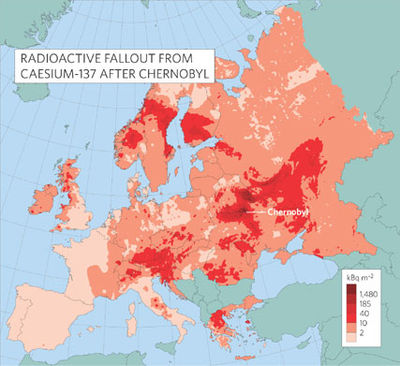 RADIOACTIVE FALLOUT FROM
CAESIUM-137 AFTER CHERNOBYL
Chernobyl
kBq m⁻²
1,480
185
40
10
2